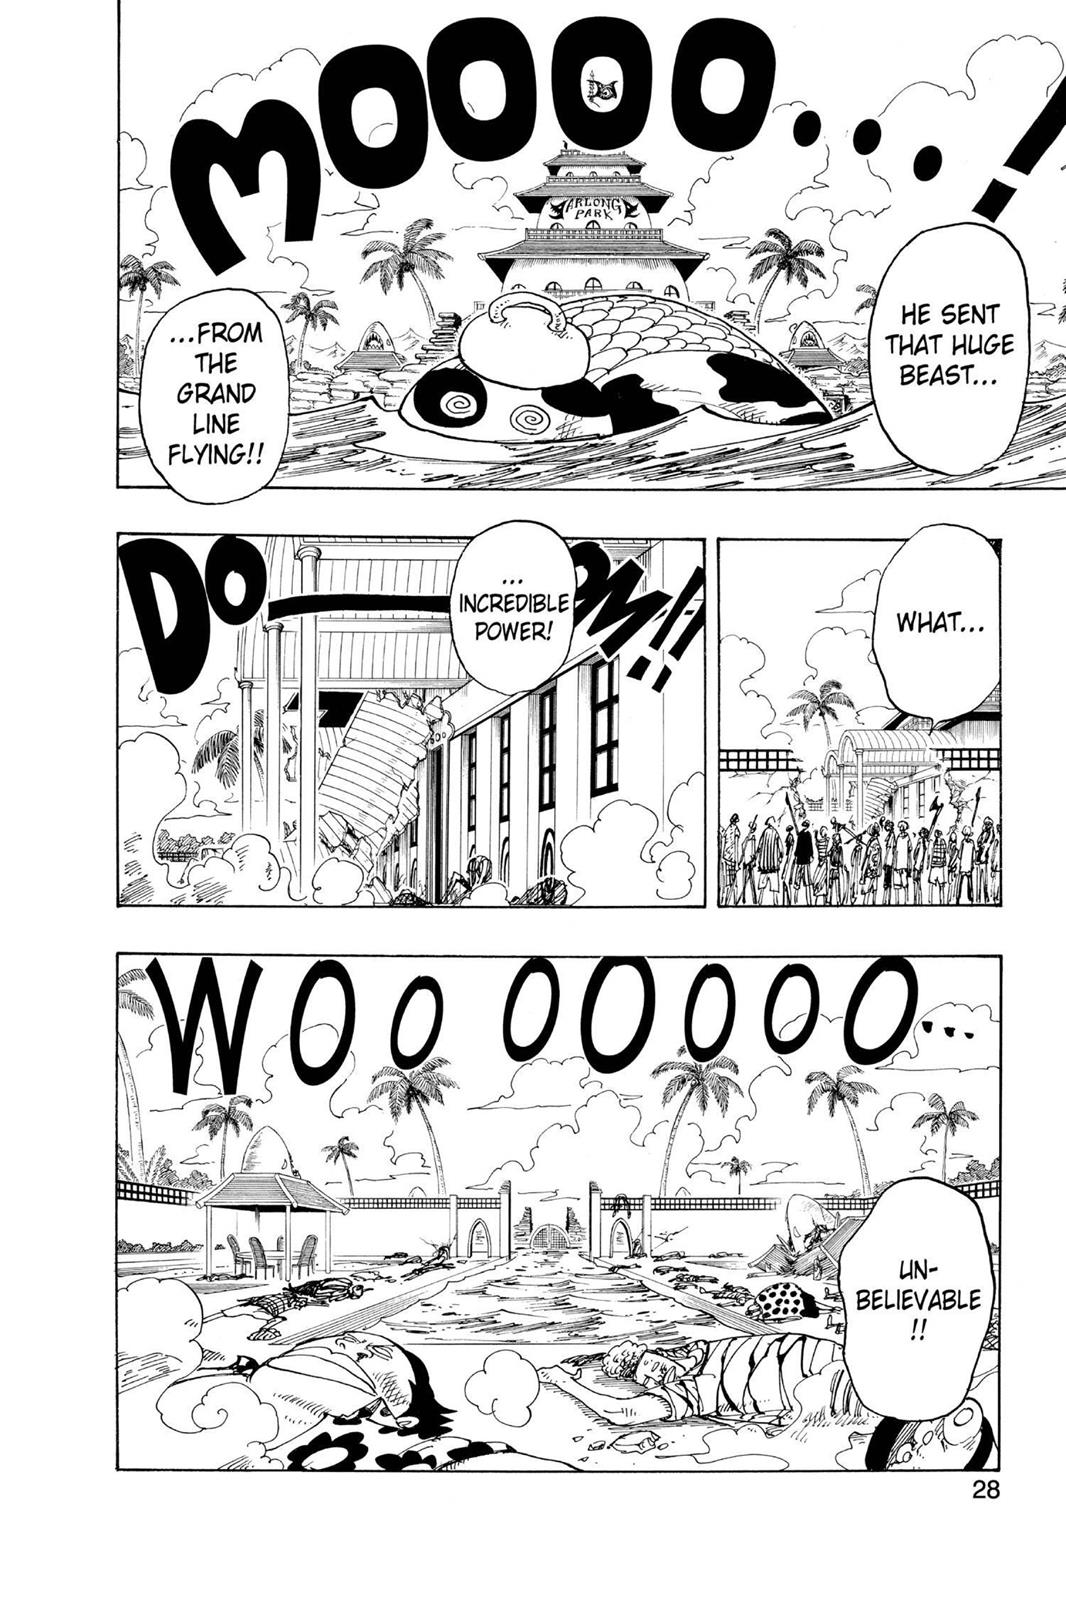 MOOOO...!
HE SENT
THAT HUGE
BEAST...
ARLONG
PARK
...FROM
THE
GRAND
LINE
FLYING!!
WHAT...
...
INCREDIBLE
POWER!
DOOM!!
WOOOOOOOO...
UN-
BELIEVABLE
!!
28